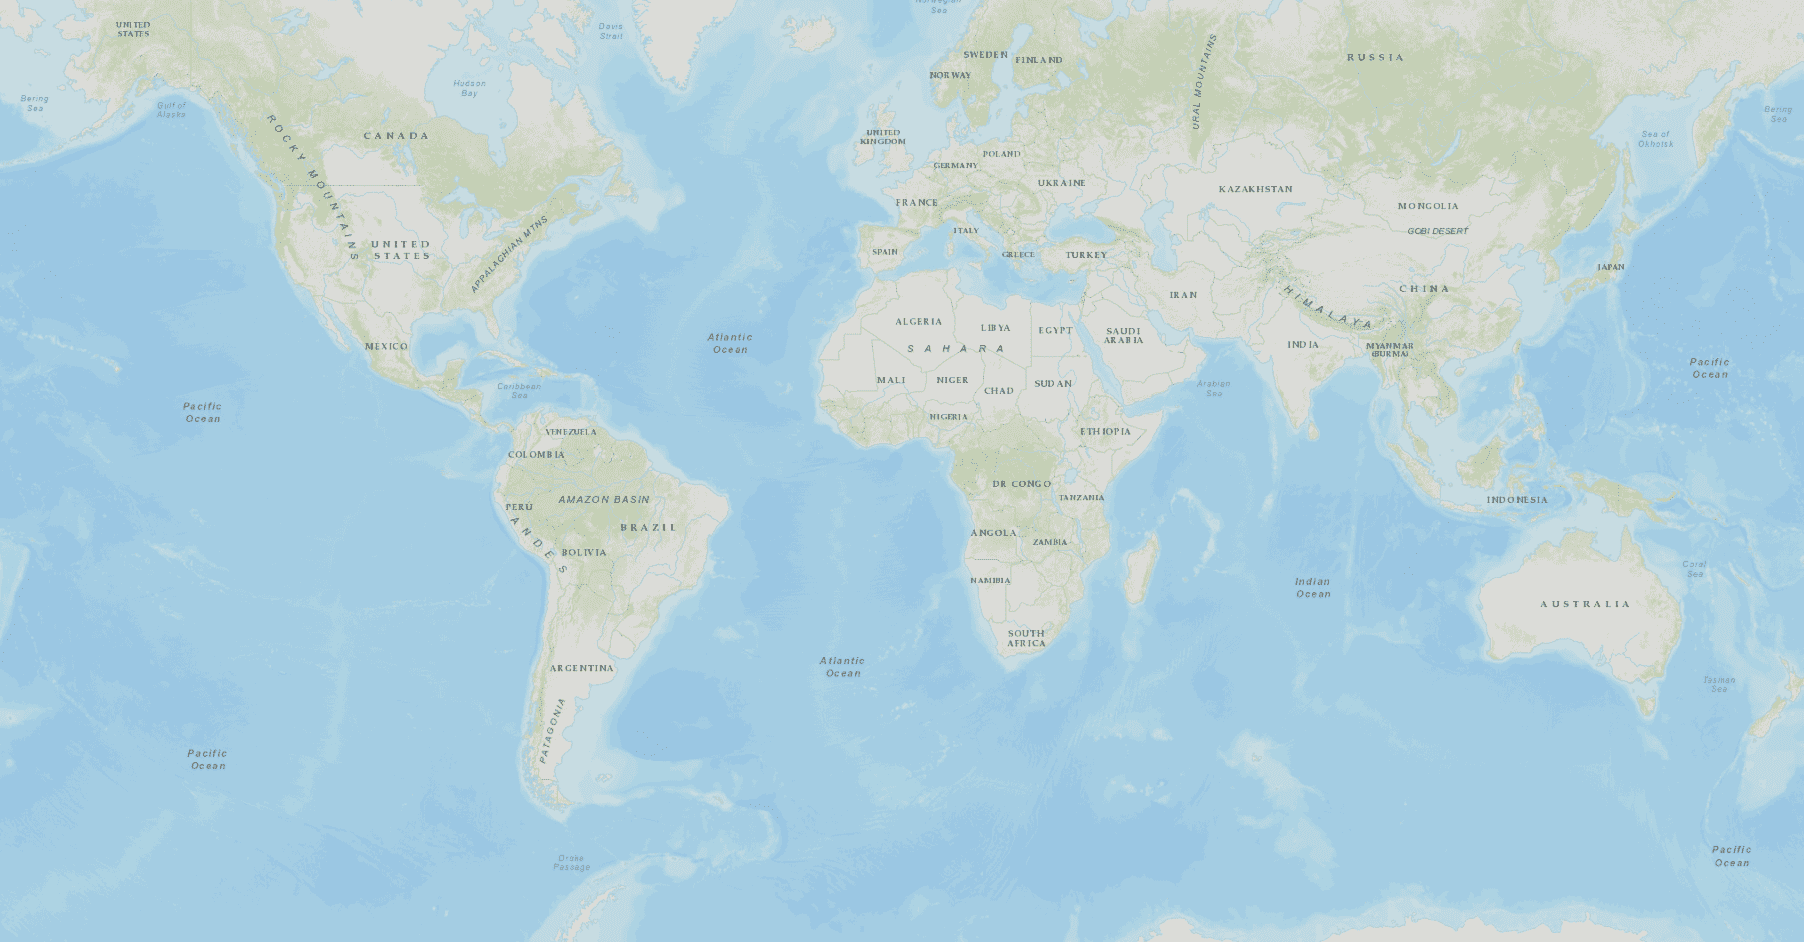 UNITED
STATES
Davis
Strait
Norwegian
Sea
SWEDEN
FINLAND
NORWAY
URAL MOUNTAINS
RUSSIA
Bering
Sea
Gulf of
Alaska
Hudson
Bay
Bering
Sea
ROCKY MOUNTAINS
CANADA
UNITED
KINGDOM
Sea of
Okhotsk
POLAND
GERMANY
UKRAINE
KAZAKHSTAN
FRANCE
MONGOLIA
GOBI DESERT
UNITED
STATES
APPALACHIAN MTNS
ITALY
SPAIN
GREECE
TURKEY
JAPAN
IRAN
HIMALAYA
CHINA
ALGERIA
LIBYA
EGYPT
SAUDI
ARABIA
Atlantic
Ocean
MEXICO
SAHARA
INDIA
MYANMAR
(BURMA)
Pacific
Ocean
MALI
NIGER
CHAD
SUDAN
Arabian
Sea
Caribbean
Sea
Pacific
Ocean
NIGERIA
ETHIOPIA
VENEZUELA
COLOMBIA
DR CONGO
TANZANIA
AMAZON BASIN
INDONESIA
PERÚ
ANDES
BRAZIL
ANGOLA
ZAMBIA
BOLIVIA
Coral
Sea
NAMIBIA
Indian
Ocean
AUSTRALIA
SOUTH
AFRICA
ARGENTINA
Atlantic
Ocean
Tasman
Sea
PATAGONIA
Pacific
Ocean
Drake
Passage
Pacific
Ocean